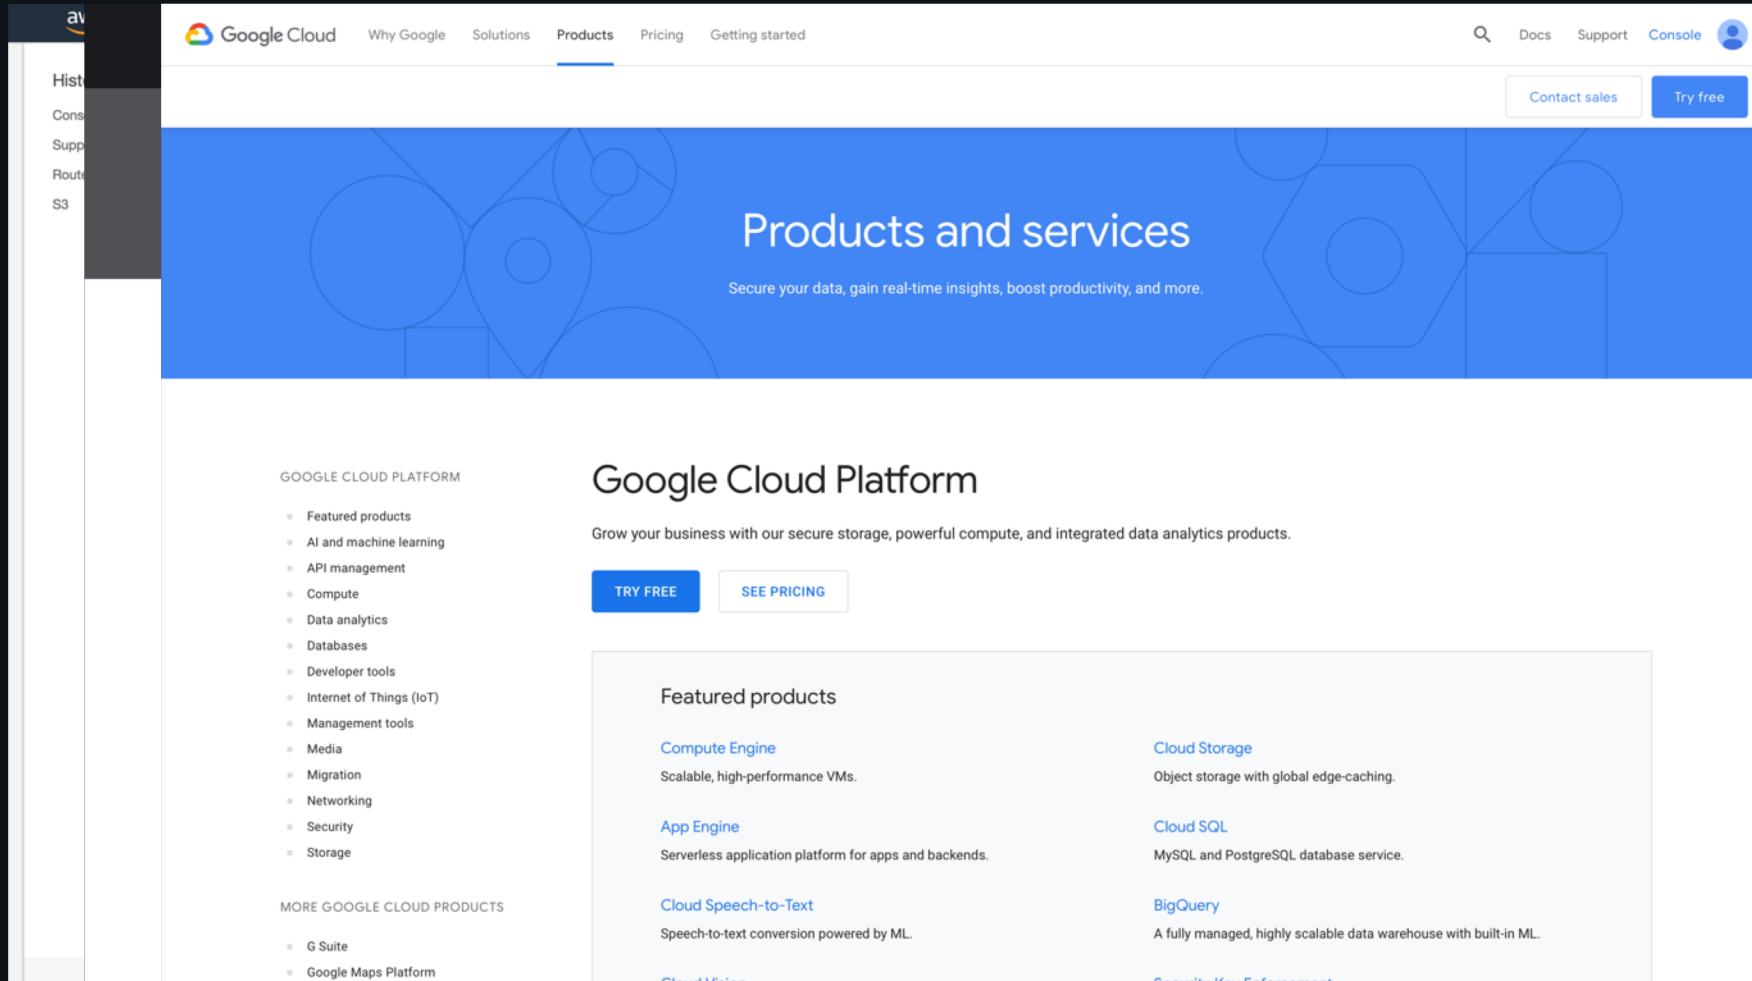 Hist
Cons
Supp
Route
S3
Google Cloud
Why Google
Solutions
Products
Pricing
Getting started
Docs
Support
Console
Contact sales
Try free
Products and services
Secure your data, gain real-time insights, boost productivity, and more.
GOOGLE CLOUD PLATFORM
Featured products
AI and machine learning
API management
Compute
Data analytics
Databases
Developer tools
Internet of Things (IoT)
Management tools
Media
Migration
Networking
Security
Storage
MORE GOOGLE CLOUD PRODUCTS
G Suite
Google Maps Platform
Google Cloud Platform
Grow your business with our secure storage, powerful compute, and integrated data analytics products.
TRY FREE
SEE PRICING
Featured products
Compute Engine
Scalable, high-performance VMs.
Cloud Storage
Object storage with global edge-caching.
App Engine
Serverless application platform for apps and backends.
Cloud SQL
MySQL and PostgreSQL database service.
Cloud Speech-to-Text
Speech-to-text conversion powered by ML.
BigQuery
A fully managed, highly scalable data warehouse with built-in ML.